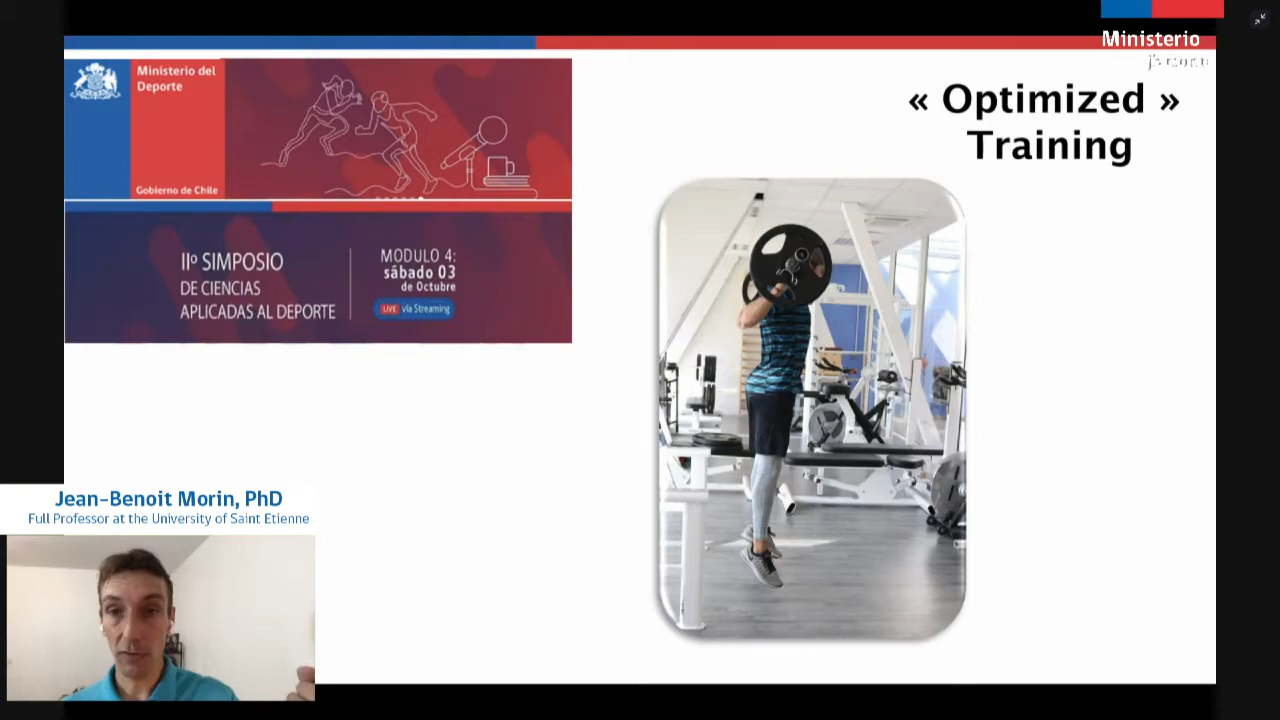 Ministerio
Ministerio del
Deporte
Gobierno de Chile
« Optimized »
Training
IIº SIMPOSIO
DE CIENCIAS
APLICADAS AL DEPORTE
MODULO 4:
sábado 03
de Octubre
LIVE vía Streaming
Jean-Benoit Morin, PhD
Full Professor at the University of Saint Etienne